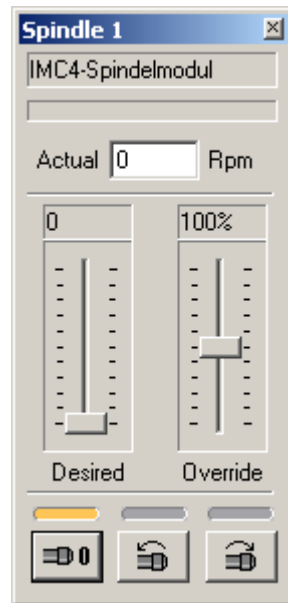 Spindle 1
IMC4-Spindelmodul
Actual 0 Rpm
0 100%
Desired Override
0